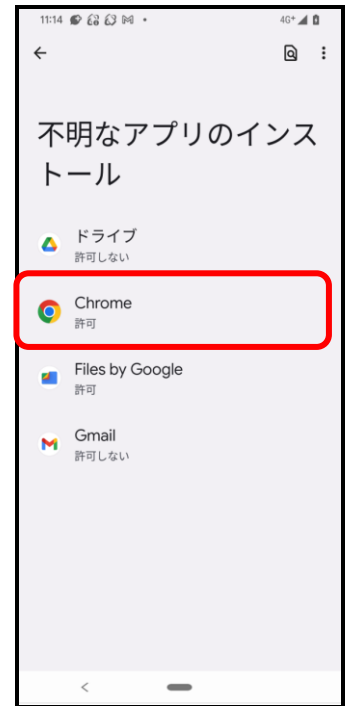 11:14 4G+
不明なアプリのインス
トール
ドライブ
許可しない
Chrome
許可
Files by Google
許可
Gmail
許可しない